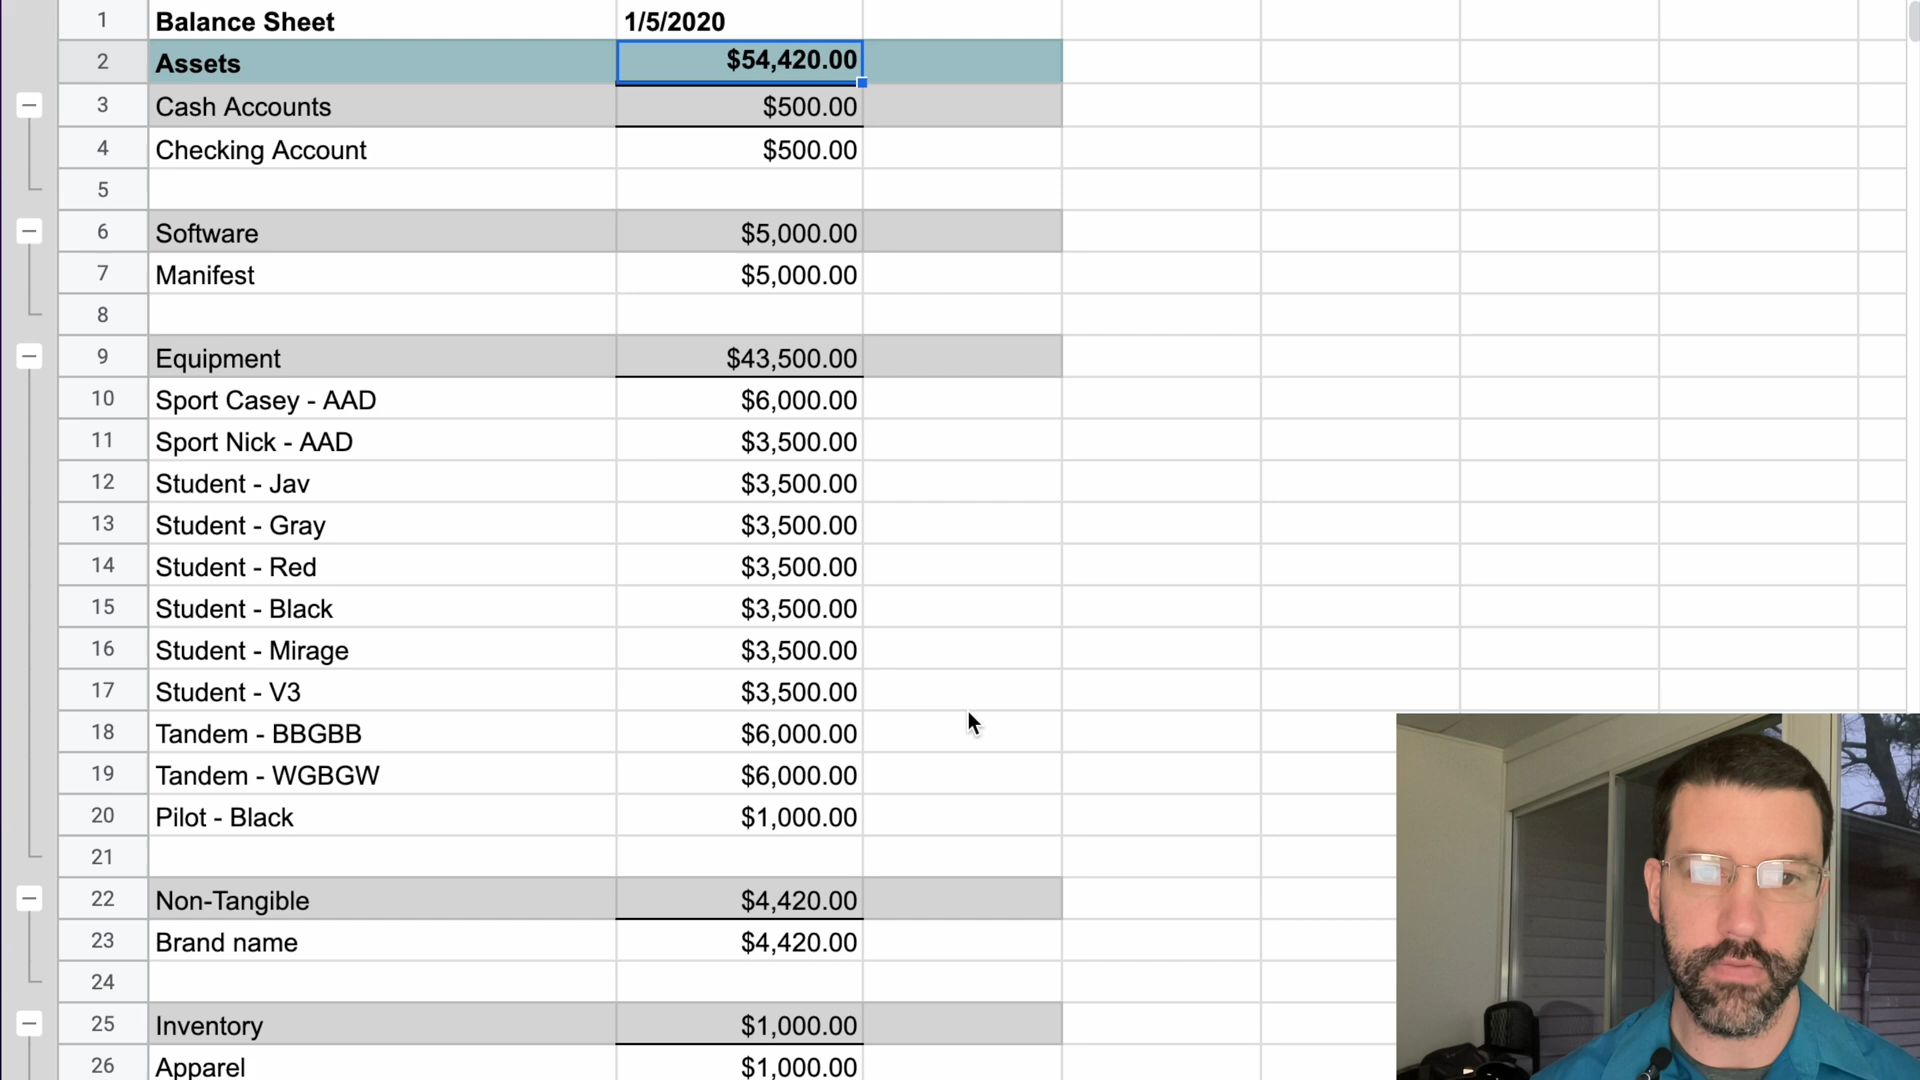 1 Balance Sheet 1/5/2020
2 Assets $54,420.00
3 Cash Accounts $500.00
4 Checking Account $500.00
5
6 Software $5,000.00
7 Manifest $5,000.00
8
9 Equipment $43,500.00
10 Sport Casey - AAD $6,000.00
11 Sport Nick - AAD $3,500.00
12 Student - Jav $3,500.00
13 Student - Gray $3,500.00
14 Student - Red $3,500.00
15 Student - Black $3,500.00
16 Student - Mirage $3,500.00
17 Student - V3 $3,500.00
18 Tandem - BBGBB $6,000.00
19 Tandem - WGBGW $6,000.00
20 Pilot - Black $1,000.00
21
22 Non-Tangible $4,420.00
23 Brand name $4,420.00
24
25 Inventory $1,000.00
26 Apparel $1,000.00